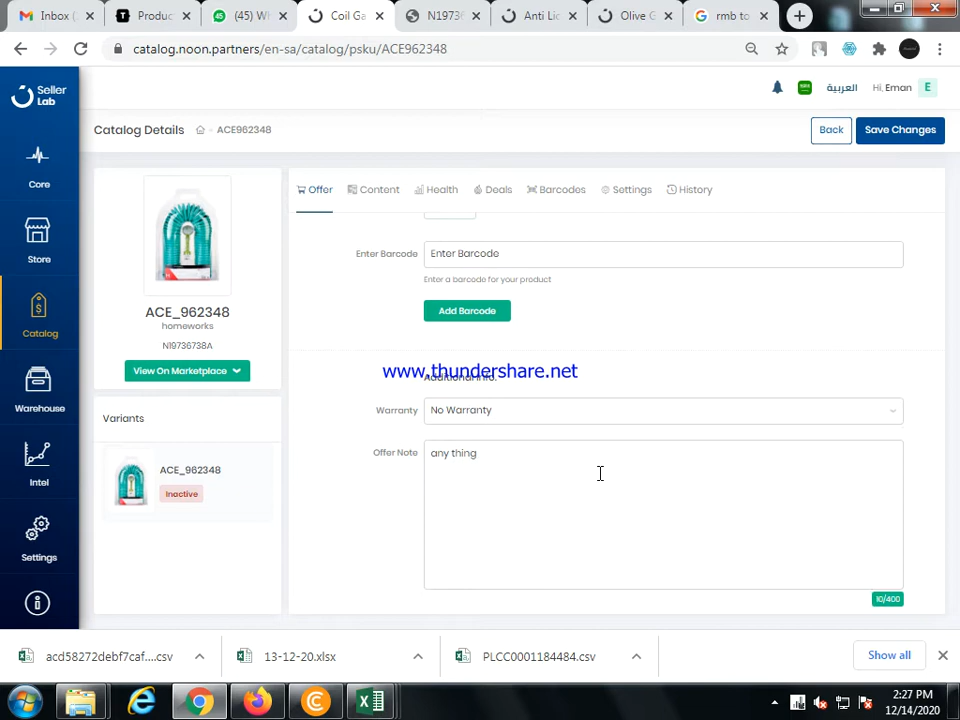 Inbox (
Produc
(45) Wh
Coil Ga
N1973
Anti Lic
Olive G
rmb to
catalog.noon.partners/en-sa/catalog/psku/ACE962348
Seller
Lab
العربية
Hi, Eman
E
Catalog Details
ACE962348
Back
Save Changes
Core
Store
Catalog
Warehouse
Intel
Settings
ACE_962348
homeworks
N19736738A
View On Marketplace
Variants
ACE_962348
Inactive
Offer
Content
Health
Deals
Barcodes
Settings
History
Enter Barcode
Enter Barcode
Enter a barcode for your product
Add Barcode
www.thundershare.net
Additional Info.
Warranty
No Warranty
Offer Note
any thing
10/400
acd58272debf7caf....csv
13-12-20.xlsx
PLCC0001184484.csv
Show all
2:27 PM
12/14/2020